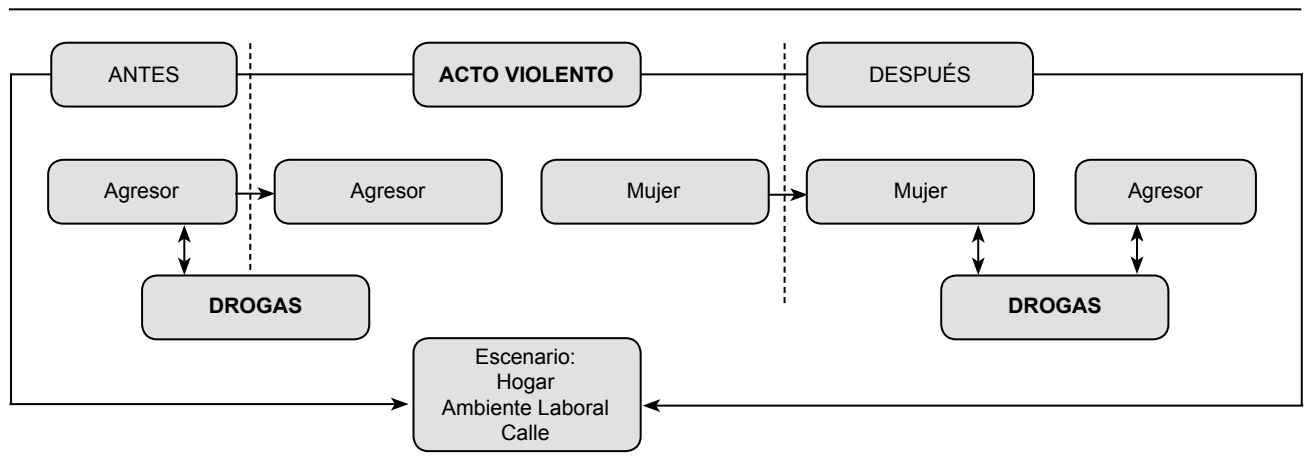 ANTES
ACTO VIOLENTO
DESPUÉS
Agresor
Agresor
Mujer
Mujer
Agresor
DROGAS
DROGAS
Escenario:
Hogar
Ambiente Laboral
Calle